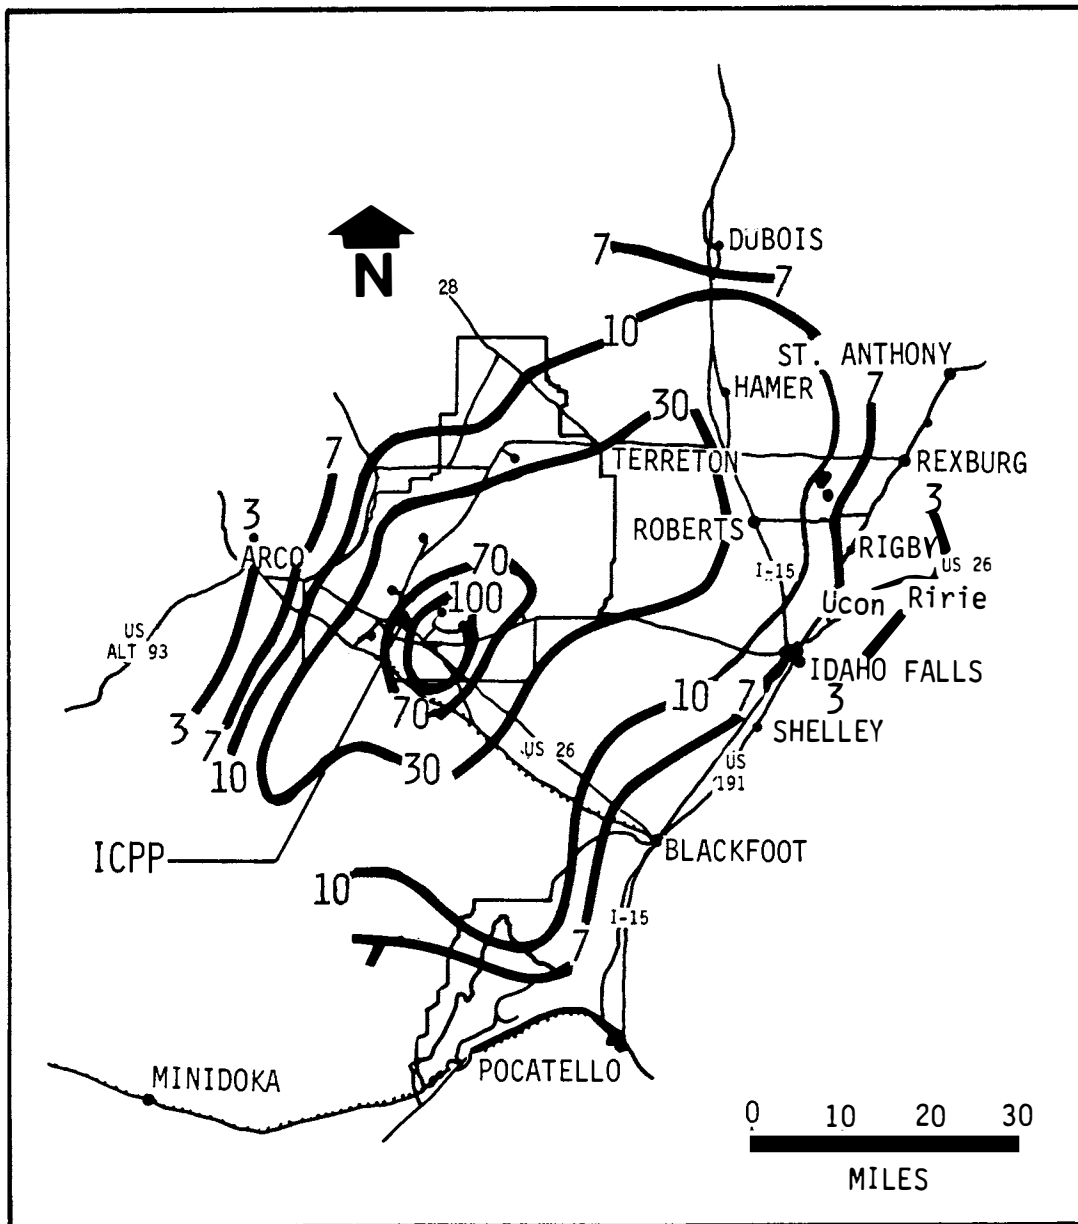 DUBOIS
7
7
N
28
10
ST. ANTHONY
7
HAMER
30
7
TERRETON
REXBURG
3
3
ROBERTS
ARCO
RIGBY
US 26
70
I-15
100
Ucon
Ririe
US
ALT 93
IDAHO FALLS
10
7
3
70
3
7
SHELLEY
US 26
US
191
10
30
ICPP
BLACKFOOT
10
I-15
7
7
POCATELLO
MINIDOKA
0 10 20 30
MILES